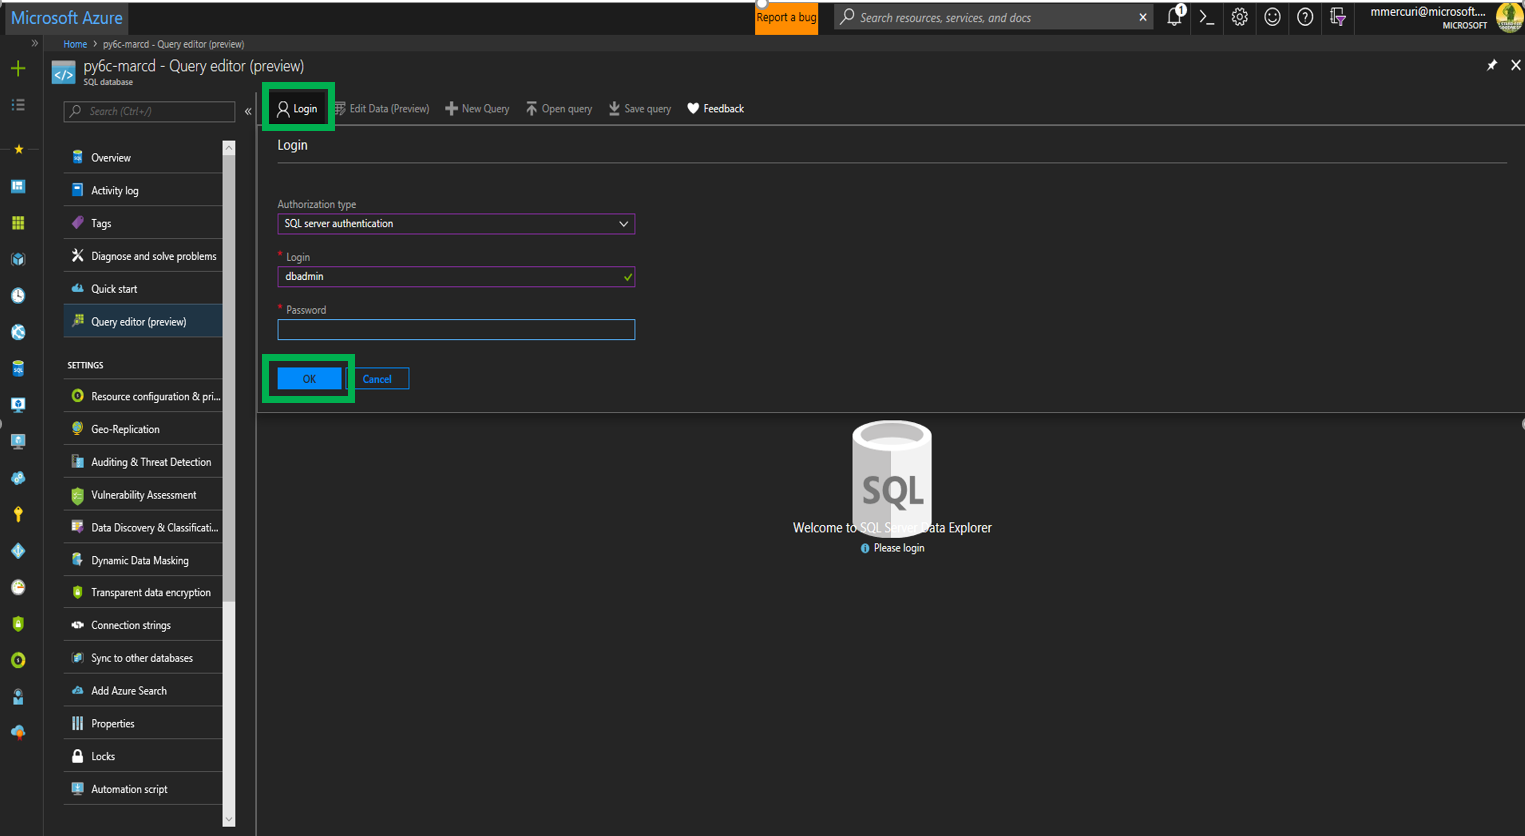 Microsoft Azure
Report a bug
Search resources, services, and docs
1
mmercuri@microsoft....
MICROSOFT
Home > py6c-marcd - Query editor (preview)
py6c-marcd - Query editor (preview)
SQL database
Search (Ctrl+/)
Login
Edit Data (Preview)
New Query
Open query
Save query
Feedback
Overview
Activity log
Tags
Diagnose and solve problems
Quick start
Query editor (preview)
SETTINGS
Resource configuration & pri...
Geo-Replication
Auditing & Threat Detection
Vulnerability Assessment
Data Discovery & Classificati...
Dynamic Data Masking
Transparent data encryption
Connection strings
Sync to other databases
Add Azure Search
Properties
Locks
Automation script
Login
Authorization type
SQL server authentication
* Login
dbadmin
* Password
OK
Cancel
SQL
Welcome to SQL Server Data Explorer
Please login